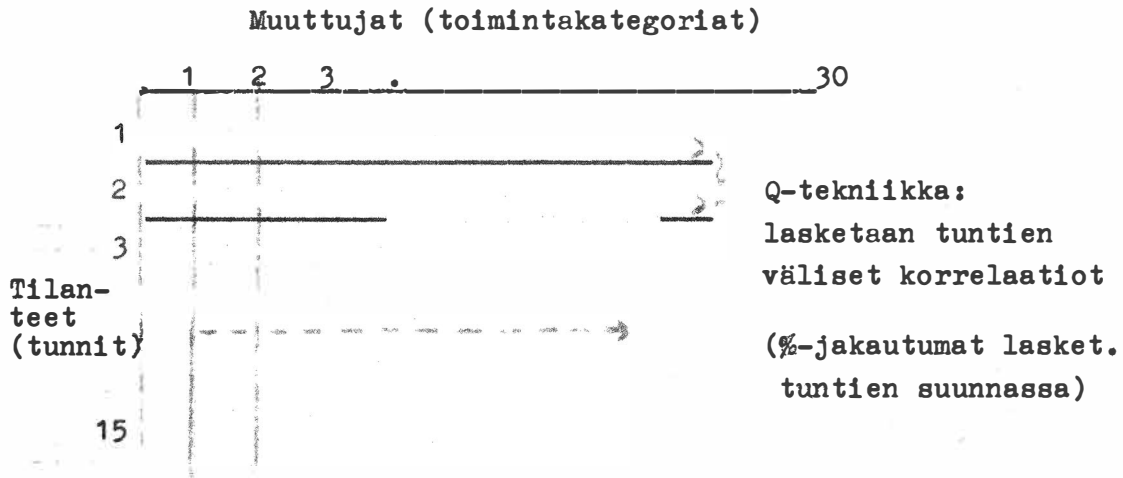 Muuttujat (toimintakategoriat)
1 2 3 . 30
1
2
3
Tilan-
teet
(tunnit)
15
Q-tekniikka:
lasketaan tuntien
väliset korrelaatiot
(%-jakautumat lasket.
tuntien suunnassa)